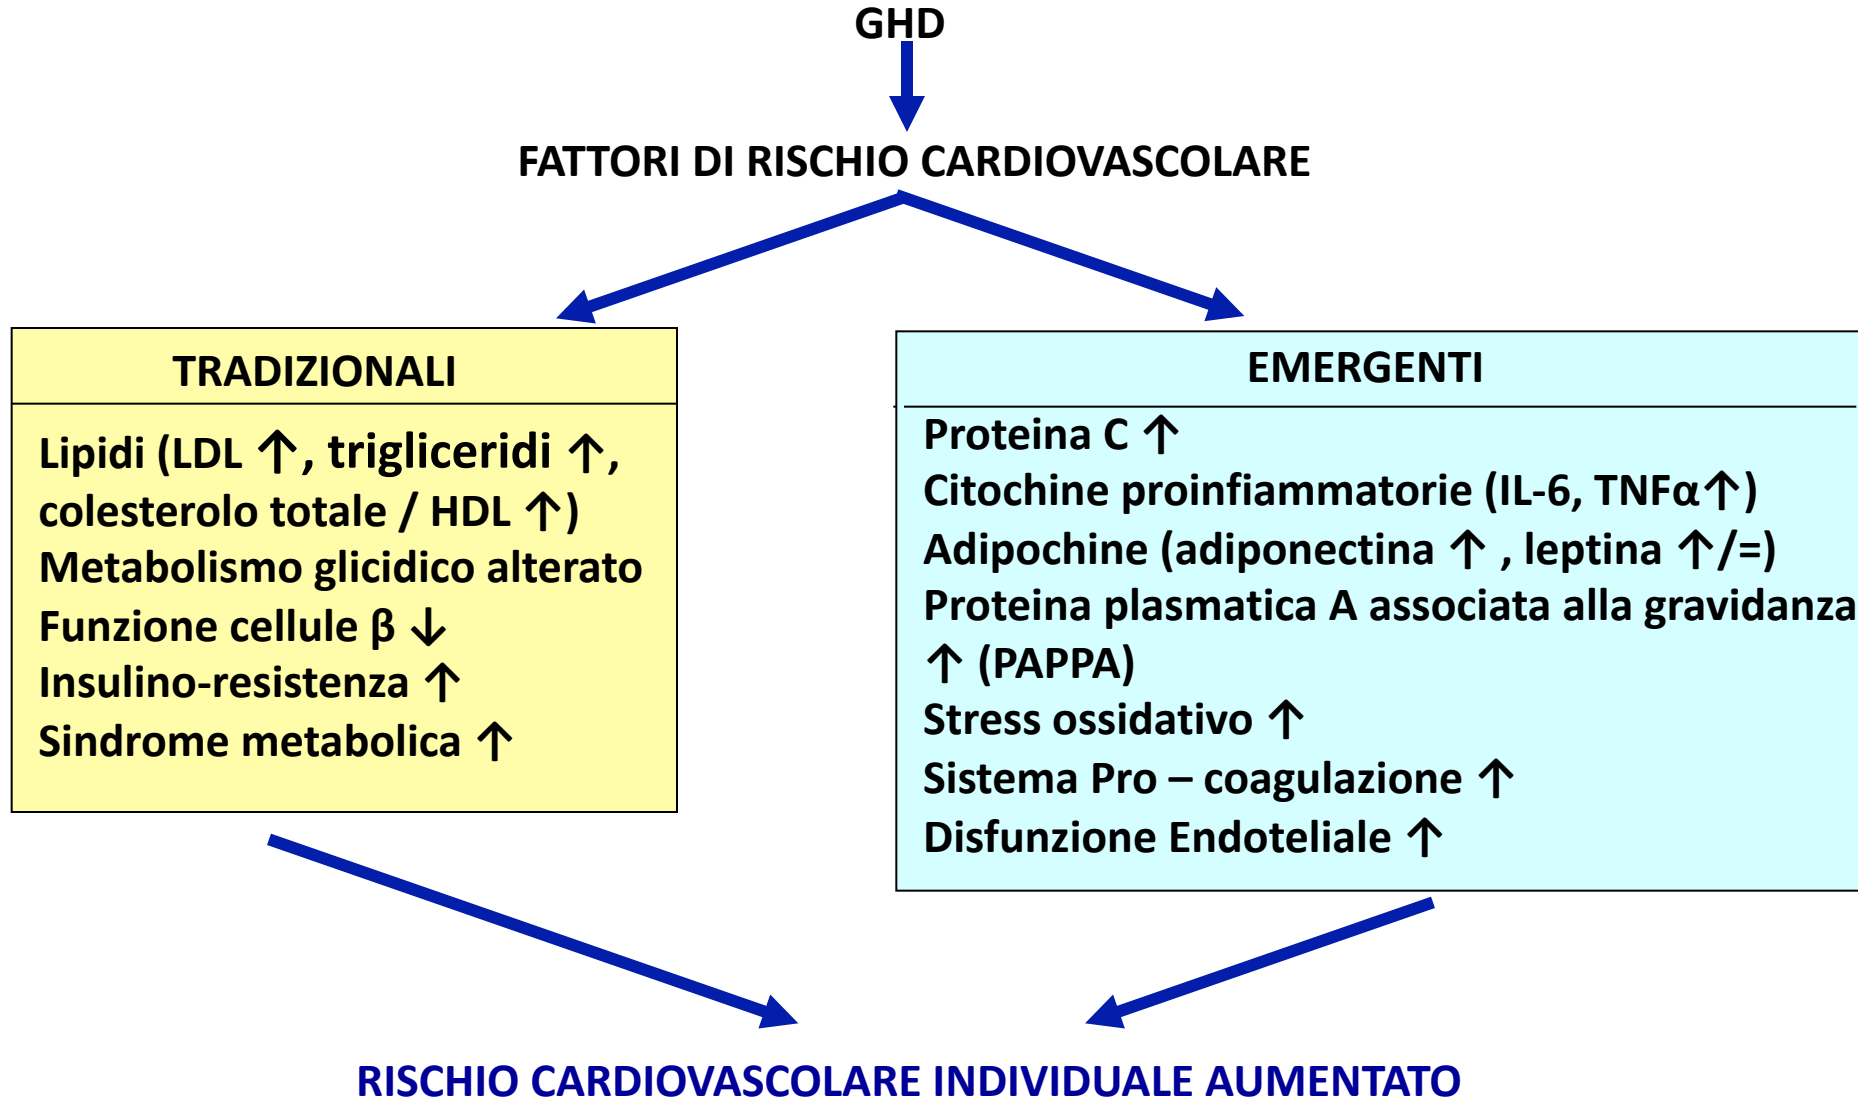 GHD
FATTORI DI RISCHIO CARDIOVASCOLARE
TRADIZIONALI
Lipidi (LDL ↑, trigliceridi ↑,
colesterolo totale / HDL ↑)
Metabolismo glicidico alterato
Funzione cellule β ↓
Insulino-resistenza ↑
Sindrome metabolica ↑
EMERGENTI
Proteina C ↑
Citochine proinfiammatorie (IL-6, TNFα↑)
Adipochine (adiponectina ↑ , leptina ↑/=)
Proteina plasmatica A associata alla gravidanza
↑ (PAPPA)
Stress ossidativo ↑
Sistema Pro – coagulazione ↑
Disfunzione Endoteliale ↑
RISCHIO CARDIOVASCOLARE INDIVIDUALE AUMENTATO